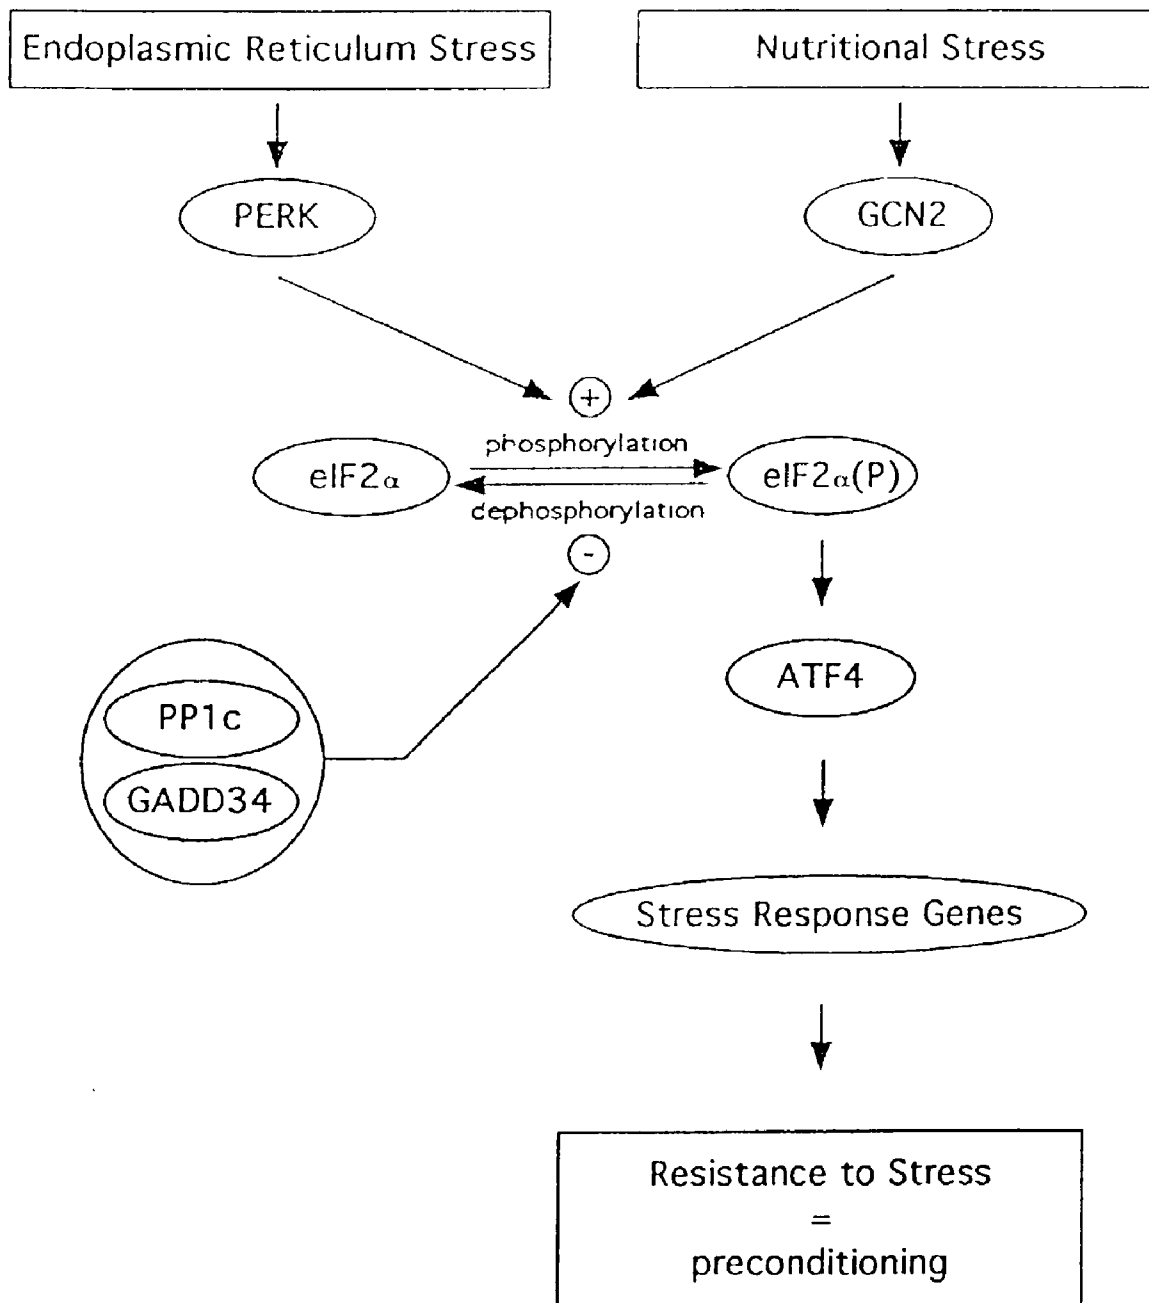 Endoplasmic Reticulum Stress
Nutritional Stress
PERK
GCN2
+
phosphorylation
eIF2α
eIF2α(P)
dephosphorylation
-
PP1c
GADD34
ATF4
Stress Response Genes
Resistance to Stress
=
preconditioning